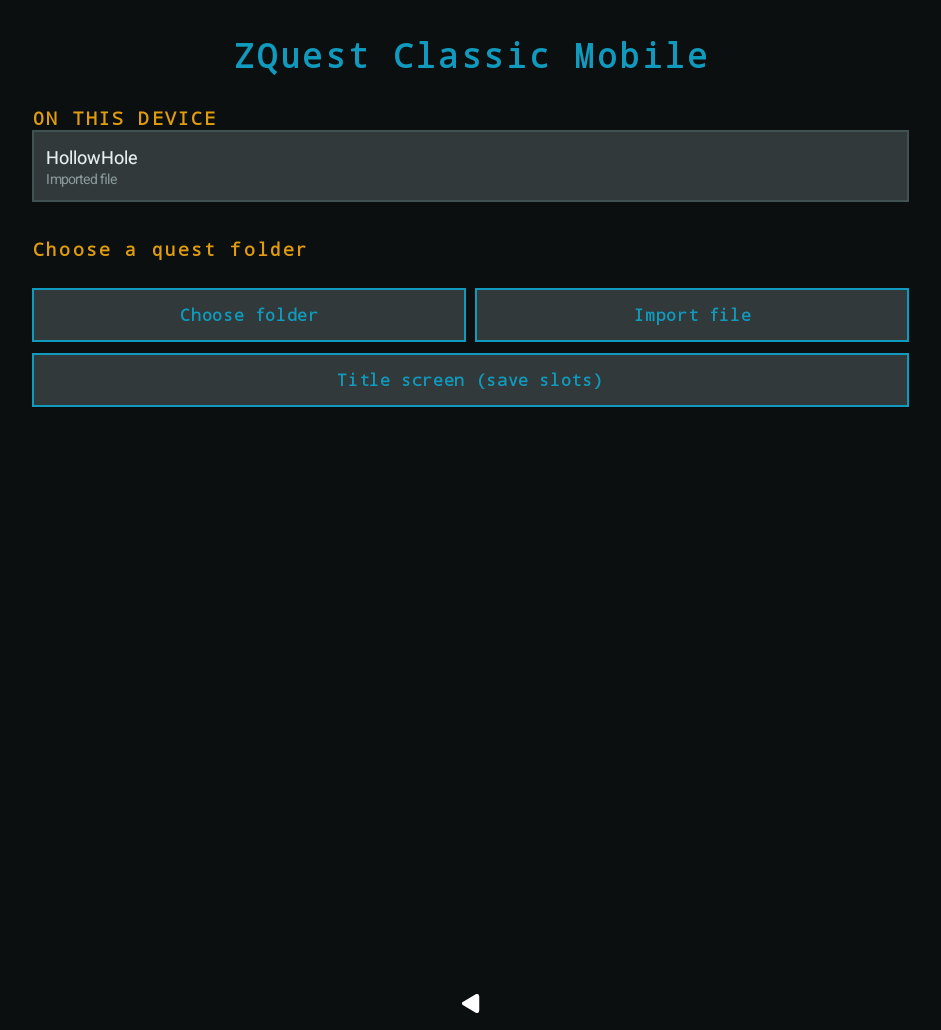 ZQuest Classic Mobile
ON THIS DEVICE
HollowHole
Imported file
Choose a quest folder
Choose folder
Import file
Title screen (save slots)